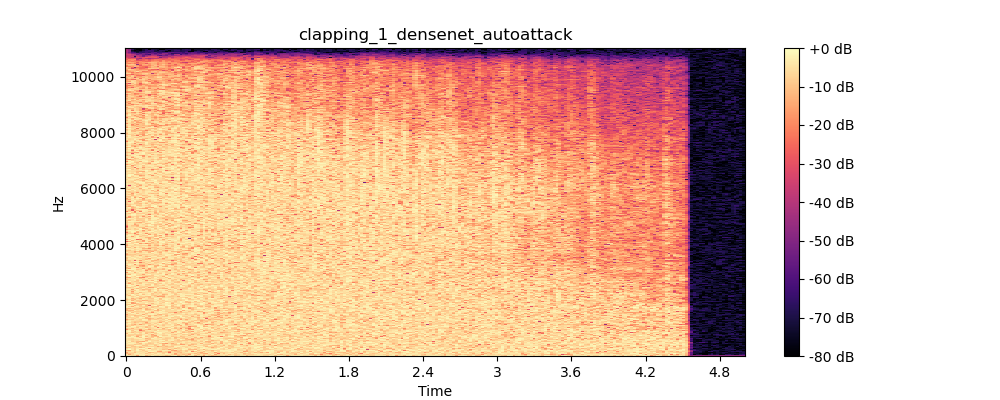 clapping_1_densenet_autoattack
Hz
10000
8000
6000
4000
2000
0
0 0.6 1.2 1.8 2.4 3 3.6 4.2 4.8
Time
+0 dB
-10 dB
-20 dB
-30 dB
-40 dB
-50 dB
-60 dB
-70 dB
-80 dB